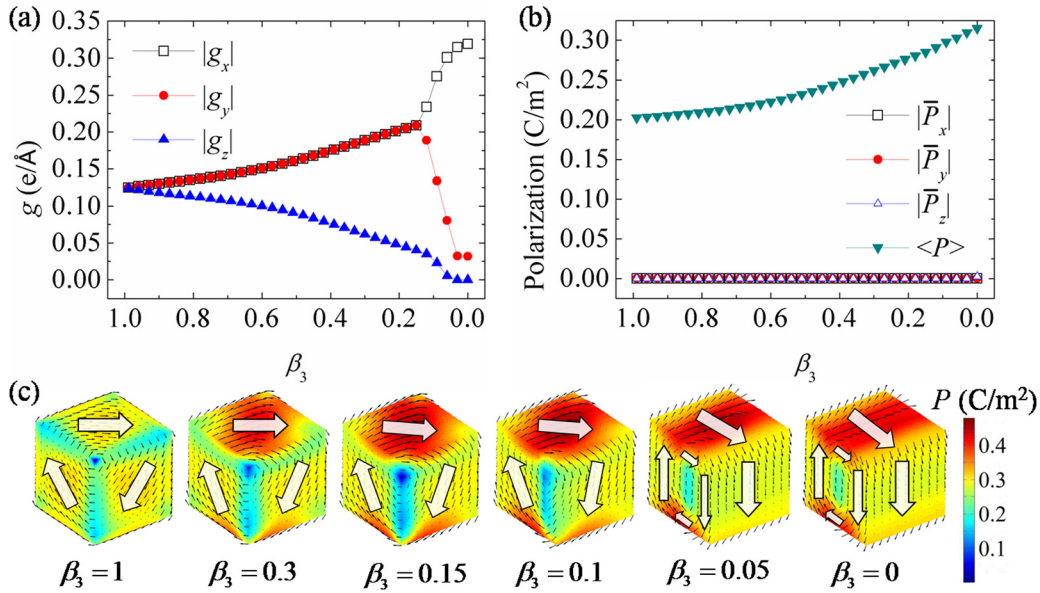 (a)
g (e/Å)
0.35
0.30
0.25
0.20
0.15
0.10
0.05
0.00
|gₓ|
|g_y|
|g_z|
1.0 0.8 0.6 0.4 0.2 0.0
β₃
(b)
Polarization (C/m²)
0.30
0.25
0.20
0.15
0.10
0.05
0.00
|P̅ₓ|
|P̅_y|
|P̅_z|
<P>
1.0 0.8 0.6 0.4 0.2 0.0
β₃
(c)
P (C/m²)
0.4
0.3
0.2
0.1
β₃ = 1 β₃ = 0.3 β₃ = 0.15 β₃ = 0.1 β₃ = 0.05 β₃ = 0